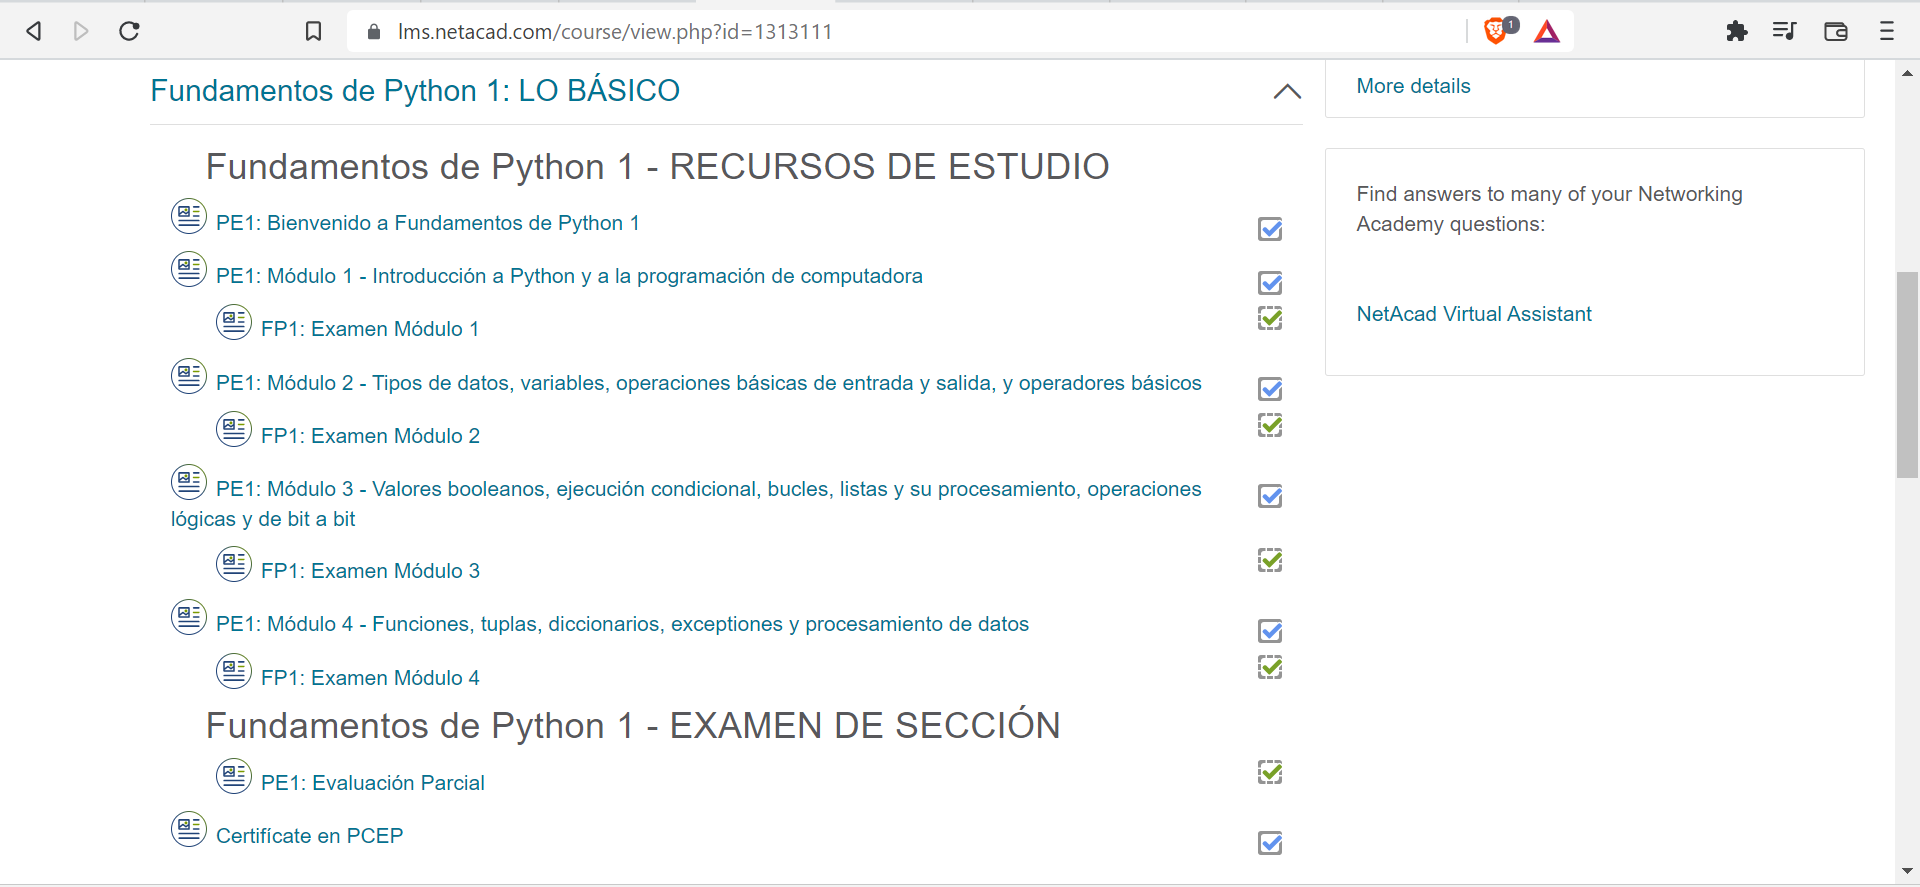 lms.netacad.com/course/view.php?id=1313111
1
Fundamentos de Python 1: LO BÁSICO
Fundamentos de Python 1 - RECURSOS DE ESTUDIO
PE1: Bienvenido a Fundamentos de Python 1
PE1: Módulo 1 - Introducción a Python y a la programación de computadora
FP1: Examen Módulo 1
PE1: Módulo 2 - Tipos de datos, variables, operaciones básicas de entrada y salida, y operadores básicos
FP1: Examen Módulo 2
PE1: Módulo 3 - Valores booleanos, ejecución condicional, bucles, listas y su procesamiento, operaciones
lógicas y de bit a bit
FP1: Examen Módulo 3
PE1: Módulo 4 - Funciones, tuplas, diccionarios, exceptiones y procesamiento de datos
FP1: Examen Módulo 4
Fundamentos de Python 1 - EXAMEN DE SECCIÓN
PE1: Evaluación Parcial
Certifícate en PCEP
More details
Find answers to many of your Networking
Academy questions:
NetAcad Virtual Assistant